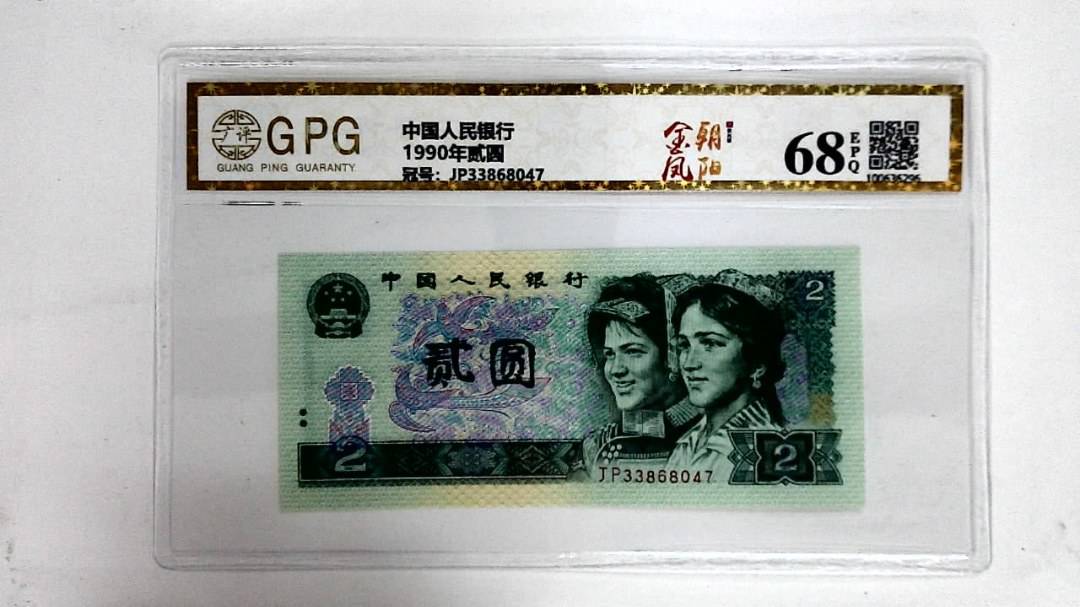 广评
GPG
GUANG PING GUARANTY
中国人民银行
1990年贰圆
冠号：JP33868047
金凤
朝阳
68
EPQ
100636296
中国人民银行
2
贰圆
2
2
JP33868047